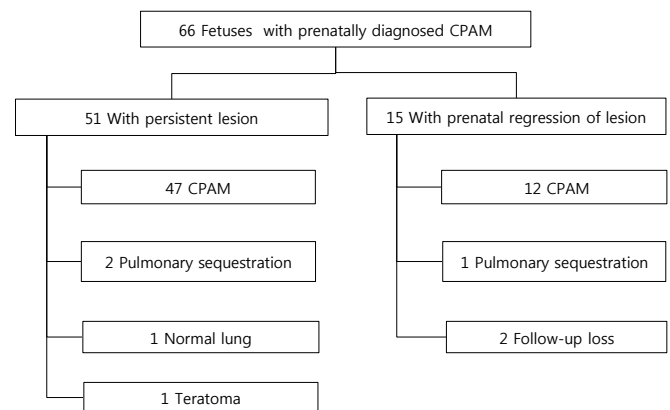 66 Fetuses with prenatally diagnosed CPAM
51 With persistent lesion
47 CPAM
2 Pulmonary sequestration
1 Normal lung
1 Teratoma
15 With prenatal regression of lesion
12 CPAM
1 Pulmonary sequestration
2 Follow-up loss